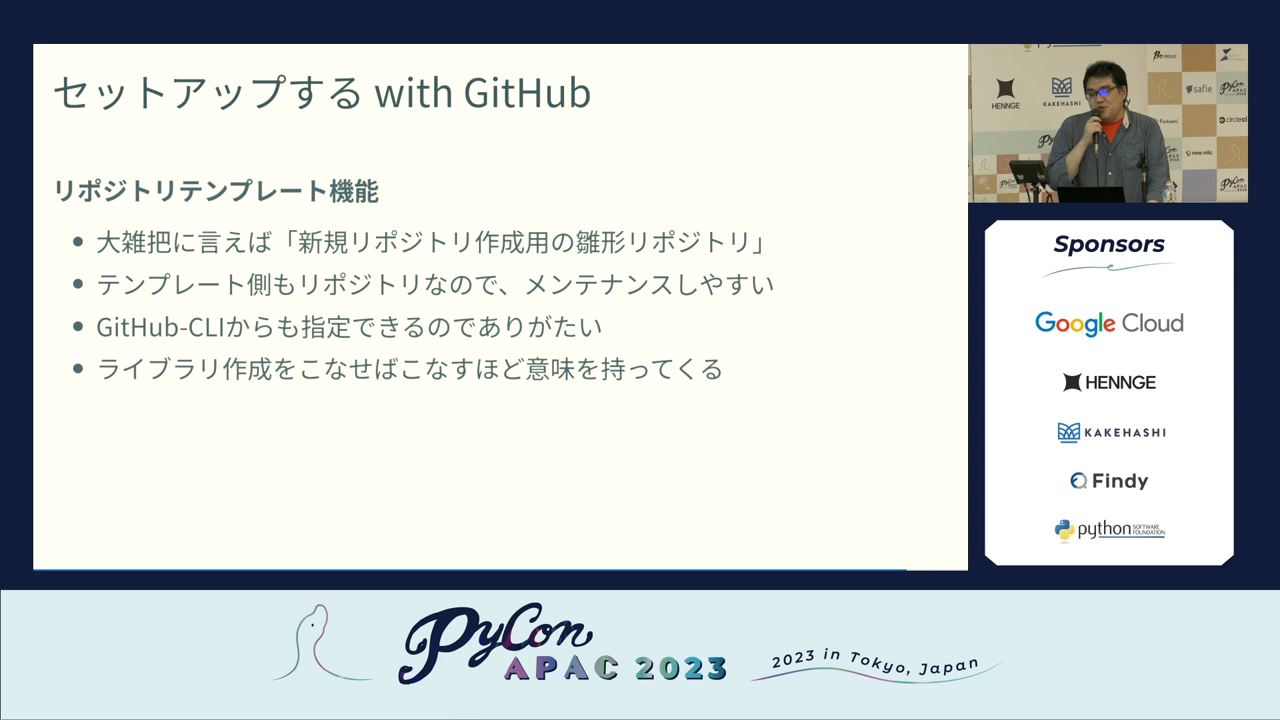 セットアップする with GitHub
リポジトリテンプレート機能
大雑把に言えば「新規リポジトリ作成用の雛形リポジトリ」
テンプレート側もリポジトリなので、メンテナンスしやすい
GitHub-CLIからも指定できるのでありがたい
ライブラリ作成をこなせばこなすほど意味を持ってくる
HENNGE
KAKEHASHI
safie
new relic
Sponsors
Google Cloud
HENNGE
KAKEHASHI
Findy
python SOFTWARE FOUNDATION
PyCon
APAC 2023
2023 in Tokyo, Japan